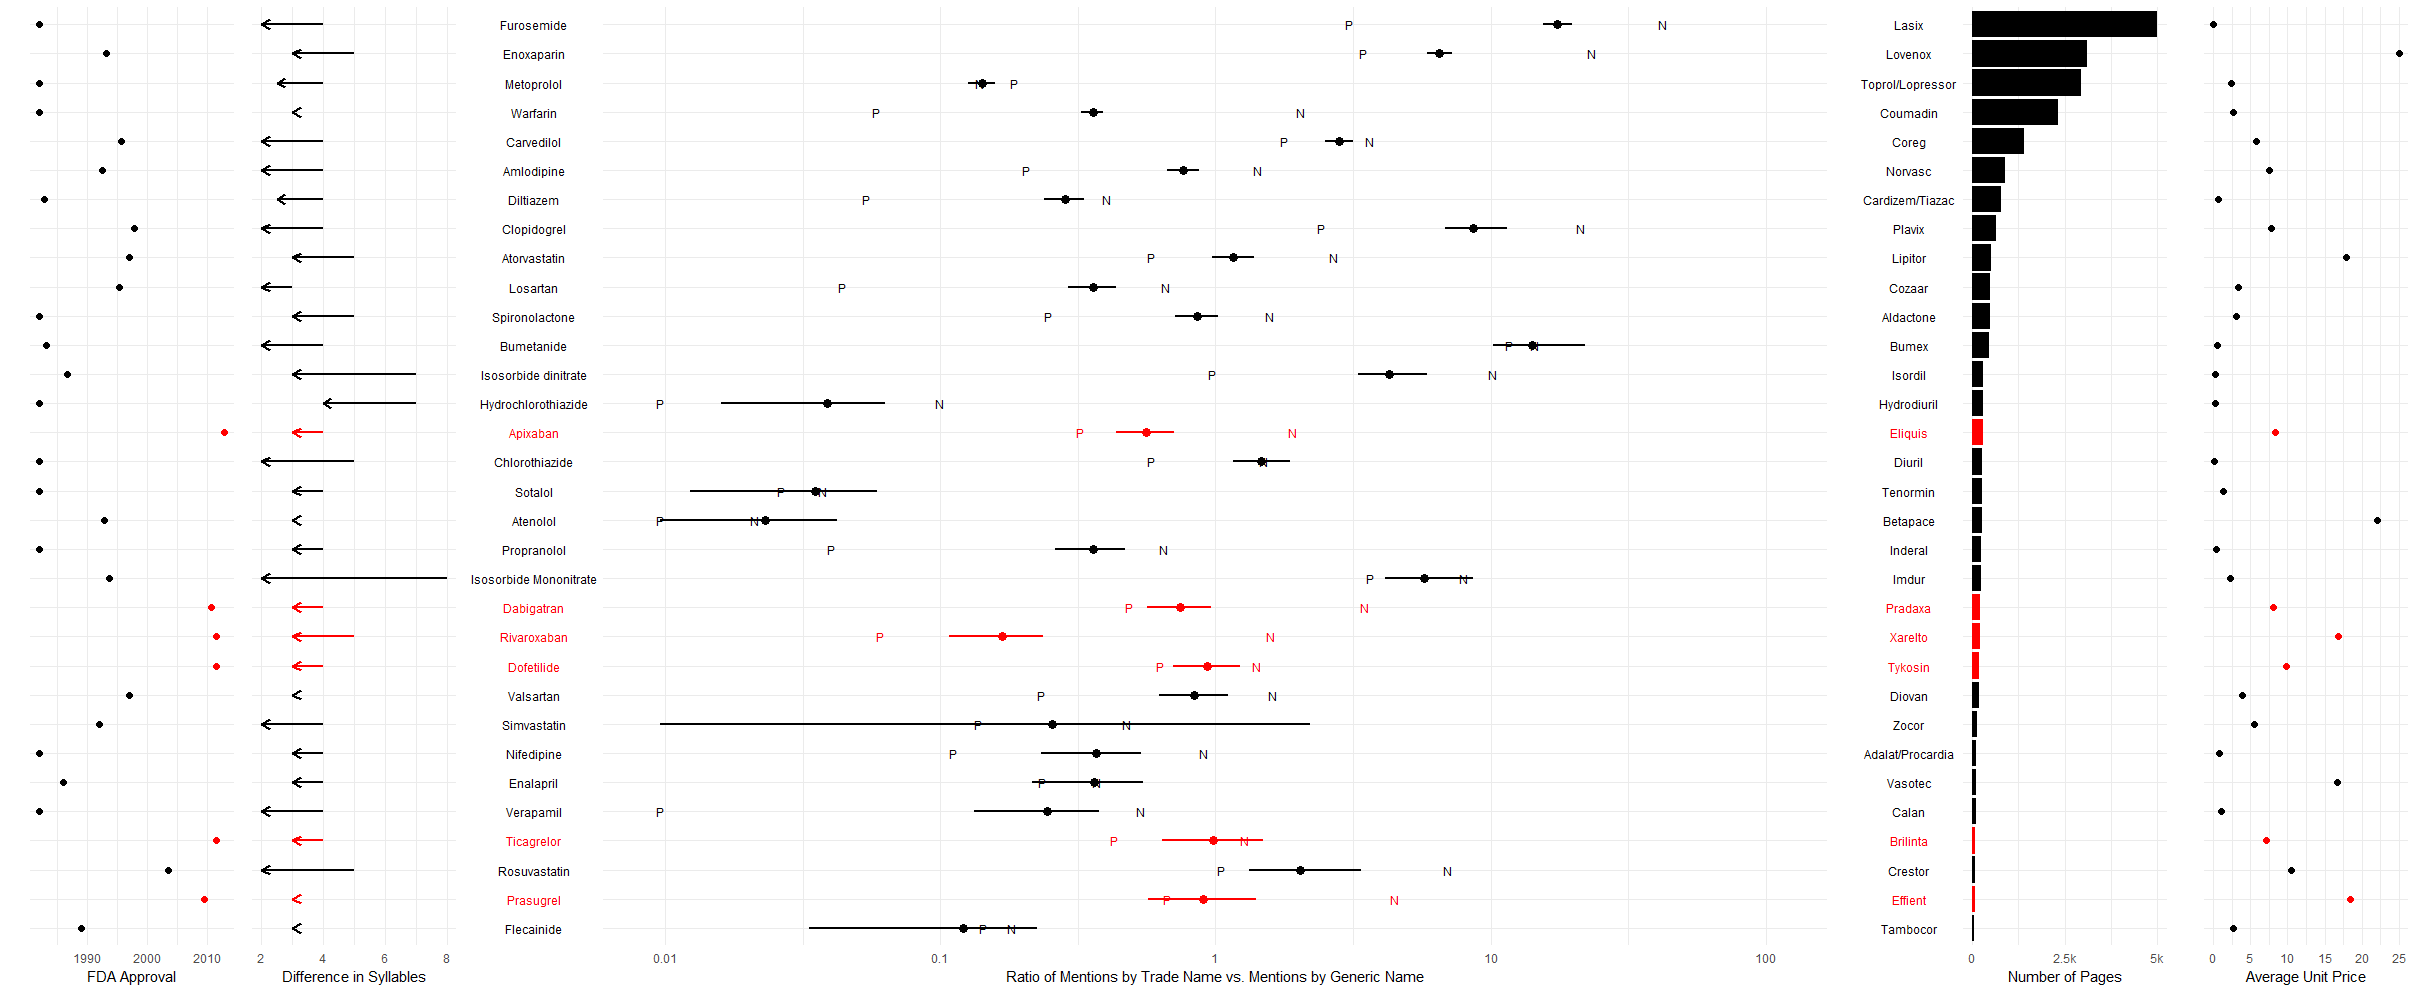 Furosemide P N Lasix
Enoxaparin P N Lovenox
Metoprolol N P Toprol/Lopressor
Warfarin P N Coumadin
Carvedilol P N Coreg
Amlodipine P N Norvasc
Diltiazem P N Cardizem/Tiazac
Clopidogrel P N Plavix
Atorvastatin P N Lipitor
Losartan P N Cozaar
Spironolactone P N Aldactone
Bumetanide P N Bumex
Isosorbide dinitrate P N Isordil
Hydrochlorothiazide P N Hydrodiuril
Apixaban P N Eliquis
Chlorothiazide P N Diuril
Sotalol P N Tenormin
Atenolol P N Betapace
Propranolol P N Inderal
Isosorbide Mononitrate P N Imdur
Dabigatran P N Pradaxa
Rivaroxaban P N Xarelto
Dofetilide P N Tykosin
Valsartan P N Diovan
Simvastatin P N Zocor
Nifedipine P N Adalat/Procardia
Enalapril P N Vasotec
Verapamil P N Calan
Ticagrelor P N Brilinta
Rosuvastatin P N Crestor
Prasugrel P N Effient
Flecainide P N Tambocor
1990 2000 2010 2 4 6 8 0.01 0.1 1 10 100 0 2.5k 5k 0 5 10 15 20 25
FDA Approval Difference in Syllables Ratio of Mentions by Trade Name vs. Mentions by Generic Name Number of Pages Average Unit Price